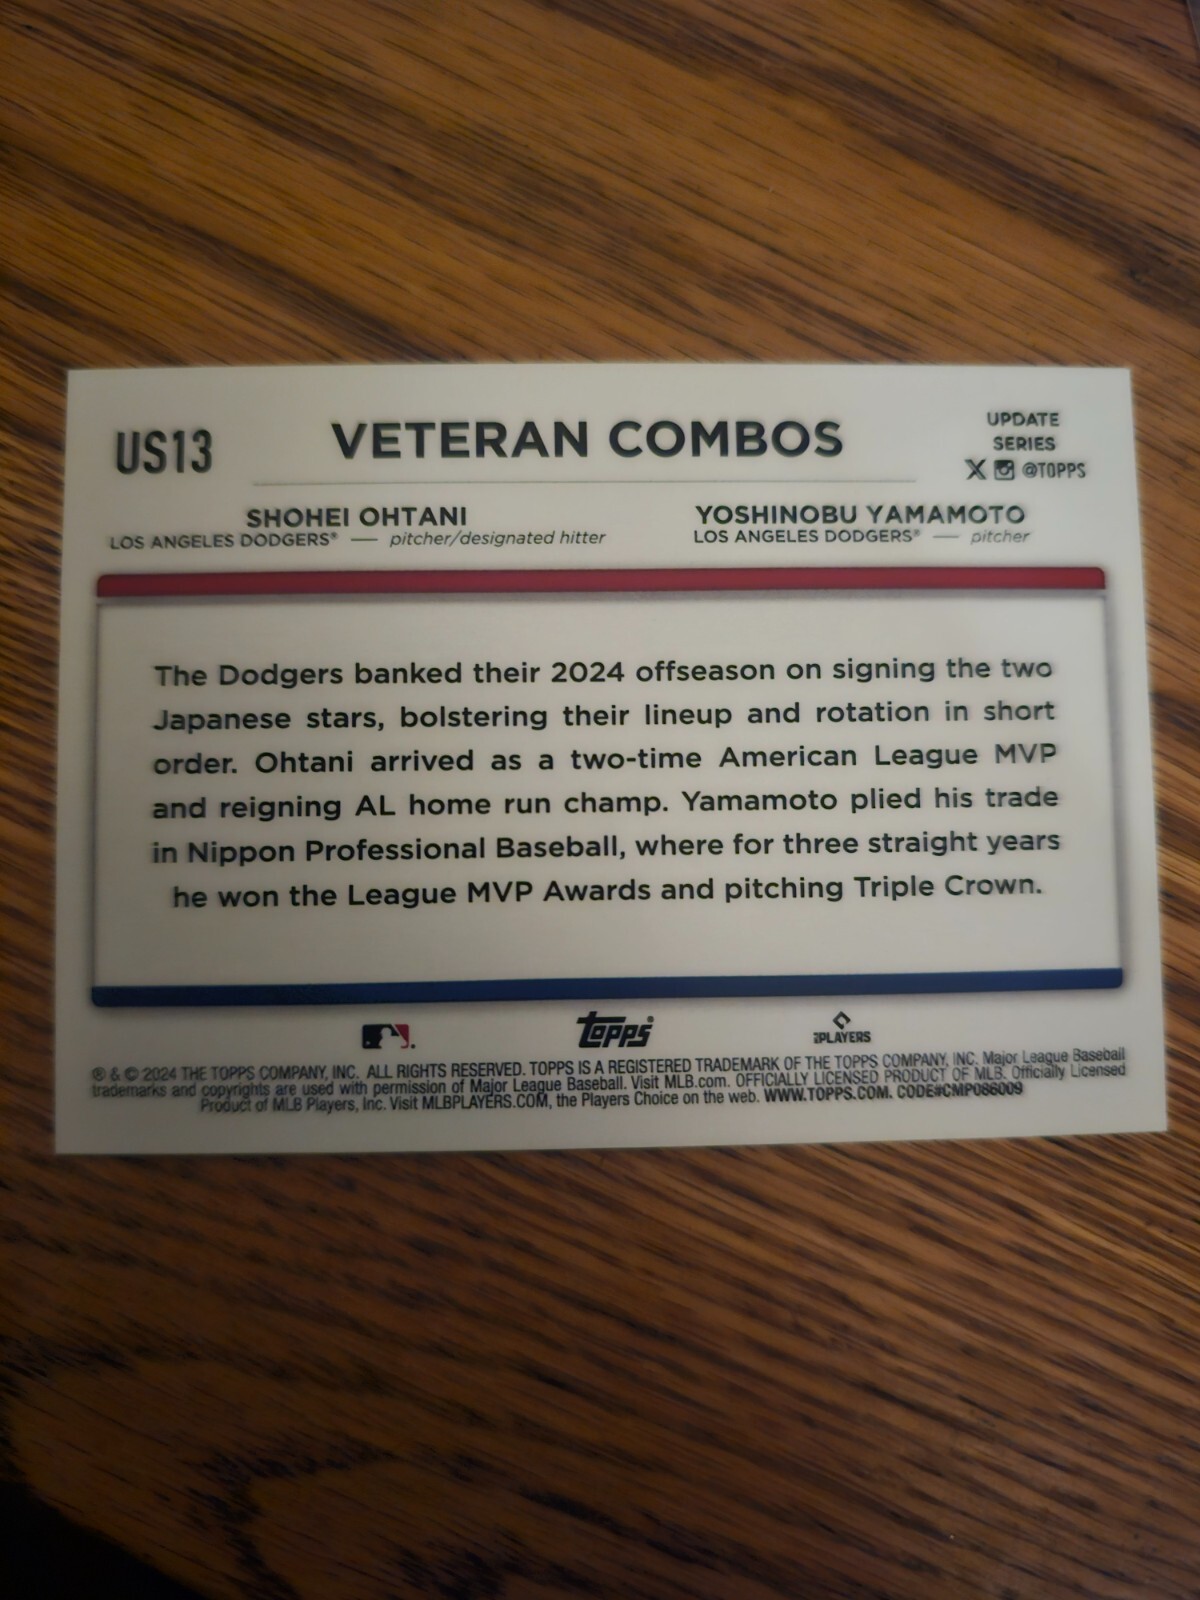 US13
VETERAN COMBOS
UPDATE
SERIES
@TOPPS
SHOHEI OHTANI
LOS ANGELES DODGERS® — pitcher/designated hitter
YOSHINOBU YAMAMOTO
LOS ANGELES DODGERS® — pitcher
The Dodgers banked their 2024 offseason on signing the two
Japanese stars, bolstering their lineup and rotation in short
order. Ohtani arrived as a two-time American League MVP
and reigning AL home run champ. Yamamoto plied his trade
in Nippon Professional Baseball, where for three straight years
he won the League MVP Awards and pitching Triple Crown.
topps®
PLAYERS
® & © 2024 THE TOPPS COMPANY, INC. ALL RIGHTS RESERVED. TOPPS IS A REGISTERED TRADEMARK OF THE TOPPS COMPANY, INC. Major League Baseball
trademarks and copyrights are used with permission of Major League Baseball. Visit MLB.com. OFFICIALLY LICENSED PRODUCT OF MLB. Officially Licensed
Product of MLB Players, Inc. Visit MLBPLAYERS.COM, the Players Choice on the web. WWW.TOPPS.COM. CODE#CMP086009